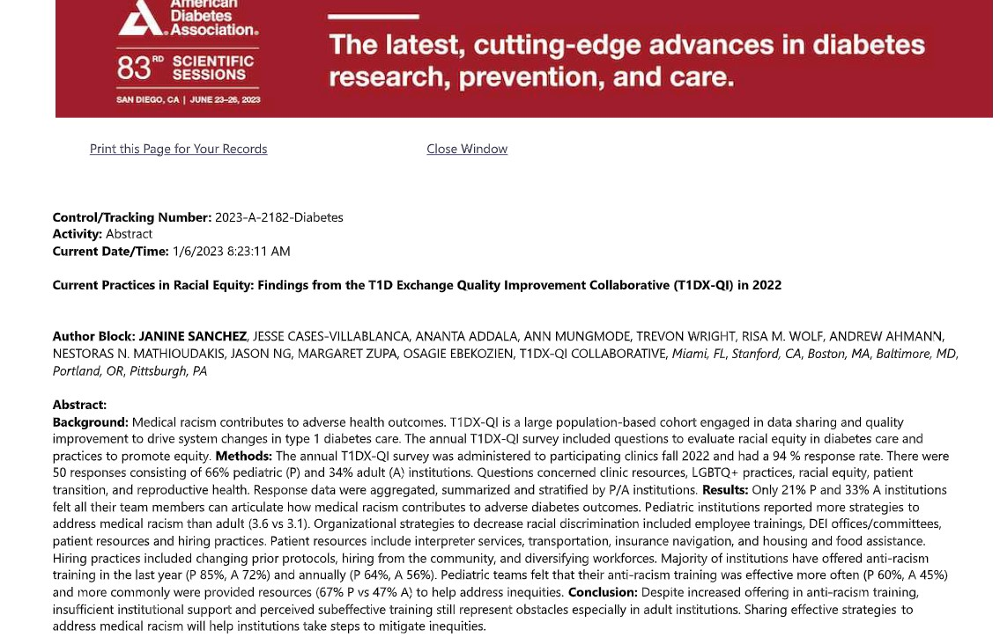 American
Diabetes
Association.
83RD SCIENTIFIC
SESSIONS
SAN DIEGO, CA | JUNE 23-26, 2023
The latest, cutting-edge advances in diabetes
research, prevention, and care.
Print this Page for Your Records
Close Window
Control/Tracking Number: 2023-A-2182-Diabetes
Activity: Abstract
Current Date/Time: 1/6/2023 8:23:11 AM
Current Practices in Racial Equity: Findings from the T1D Exchange Quality Improvement Collaborative (T1DX-QI) in 2022
Author Block: JANINE SANCHEZ, JESSE CASES-VILLABLANCA, ANANTA ADDALA, ANN MUNGMODE, TREVON WRIGHT, RISA M. WOLF, ANDREW AHMANN,
NESTORAS N. MATHIOUDAKIS, JASON NG, MARGARET ZUPA, OSAGIE EBEKOZIEN, T1DX-QI COLLABORATIVE, Miami, FL, Stanford, CA, Boston, MA, Baltimore, MD,
Portland, OR, Pittsburgh, PA
Abstract:
Background: Medical racism contributes to adverse health outcomes. T1DX-QI is a large population-based cohort engaged in data sharing and quality
improvement to drive system changes in type 1 diabetes care. The annual T1DX-QI survey included questions to evaluate racial equity in diabetes care and
practices to promote equity. Methods: The annual T1DX-QI survey was administered to participating clinics fall 2022 and had a 94 % response rate. There were
50 responses consisting of 66% pediatric (P) and 34% adult (A) institutions. Questions concerned clinic resources, LGBTQ+ practices, racial equity, patient
transition, and reproductive health. Response data were aggregated, summarized and stratified by P/A institutions. Results: Only 21% P and 33% A institutions
felt all their team members can articulate how medical racism contributes to adverse diabetes outcomes. Pediatric institutions reported more strategies to
address medical racism than adult (3.6 vs 3.1). Organizational strategies to decrease racial discrimination included employee trainings, DEI offices/committees,
patient resources and hiring practices. Patient resources include interpreter services, transportation, insurance navigation, and housing and food assistance.
Hiring practices included changing prior protocols, hiring from the community, and diversifying workforces. Majority of institutions have offered anti-racism
training in the last year (P 85%, A 72%) and annually (P 64%, A 56%). Pediatric teams felt that their anti-racism training was effective more often (P 60%, A 45%)
and more commonly were provided resources (67% P vs 47% A) to help address inequities. Conclusion: Despite increased offering in anti-racism training,
insufficient institutional support and perceived subeffective training still represent obstacles especially in adult institutions. Sharing effective strategies to
address medical racism will help institutions take steps to mitigate inequities.